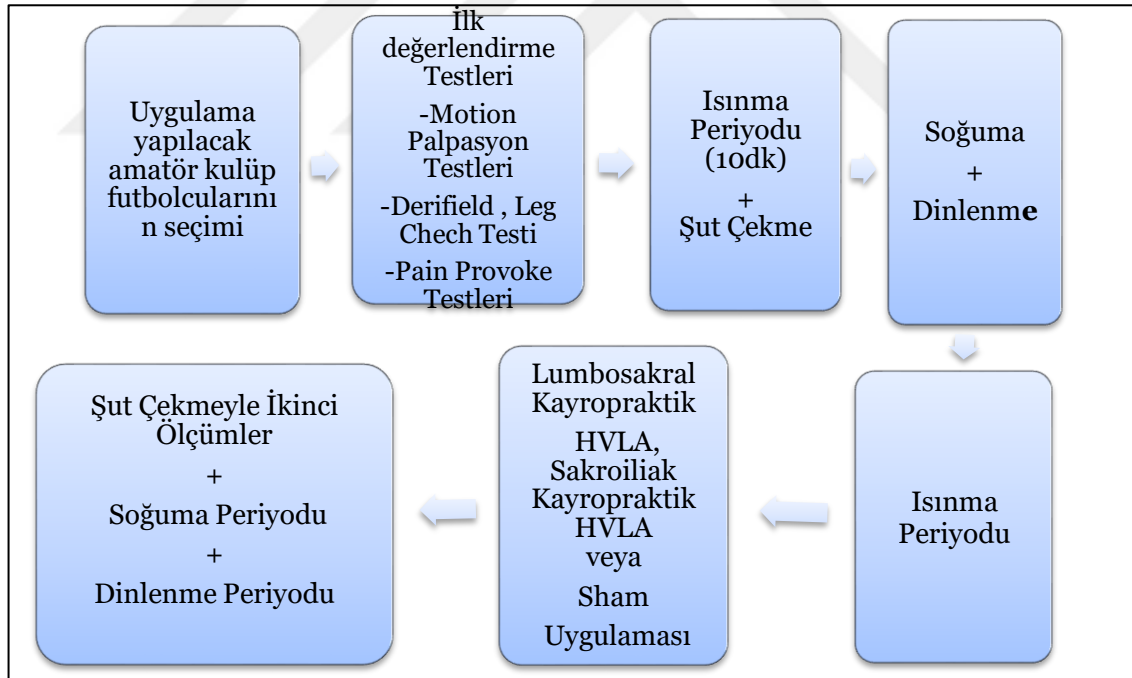 Uygulama
yapılacak
amatör kulüp
futbolcularını
n seçimi
İlk
değerlendirme
Testleri
-Motion
Palpasyon
Testleri
-Derifield , Leg
Chech Testi
-Pain Provoke
Testleri
Isınma
Periyodu
(10dk)
+
Şut Çekme
Soğuma
+
Dinlenme
Isınma
Periyodu
Lumbosakral
Kayropraktik
HVLA,
Sakroiliak
Kayropraktik
HVLA
veya
Sham
Uygulaması
Şut Çekmeyle İkinci
Ölçümler
+
Soğuma Periyodu
+
Dinlenme Periyodu